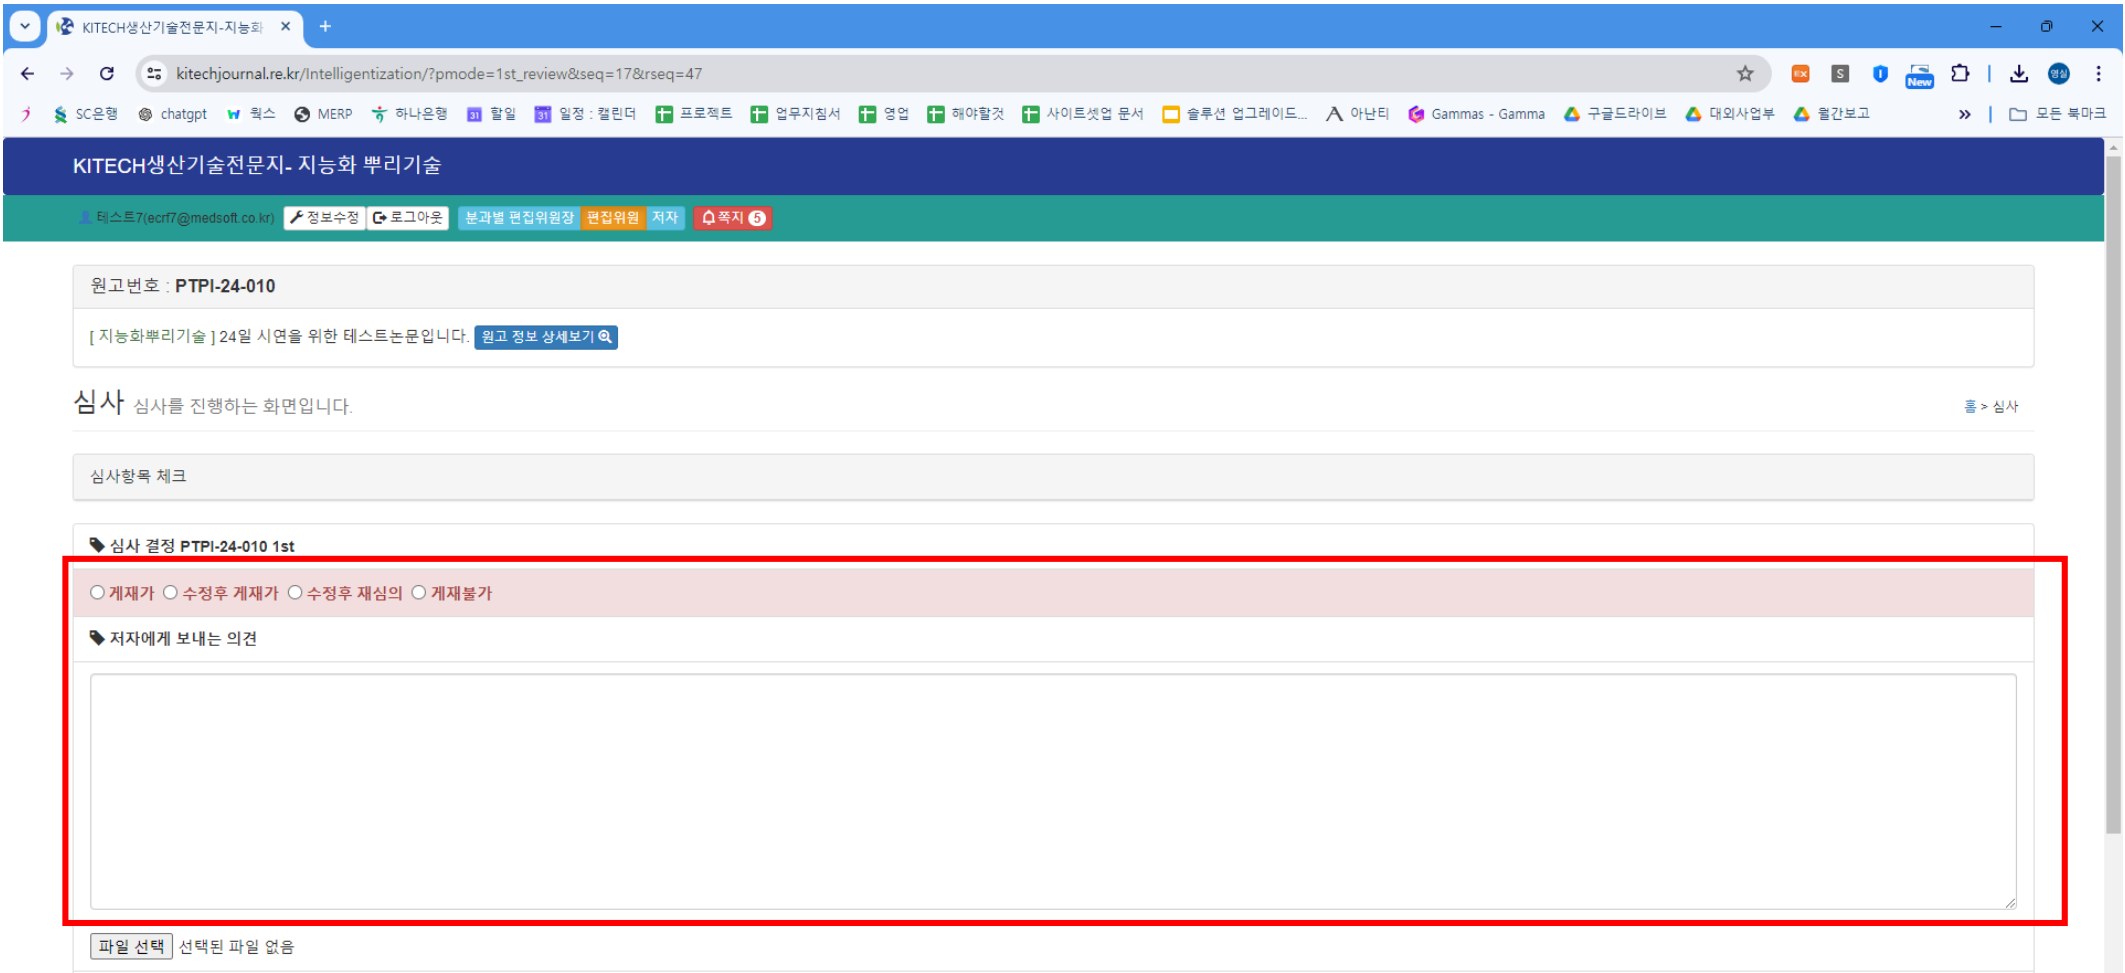 KITECH생산기술전문지-지능화
kitechjournal.re.kr/Intelligentization/?pmode=1st_review&seq=17&rseq=47
EX S New 영실
SC은행 chatgpt 웍스 MERP 하나은행 31 할일 31 일정 : 캘린더 프로젝트 업무지침서 영업 해야할것 사이트셋업 문서 솔루션 업그레이드... 아난티 Gammas - Gamma 구글드라이브 대외사업부 월간보고 » 모든 북마크
KITECH생산기술전문지- 지능화 뿌리기술
테스트7(ecrf7@medsoft.co.kr) 정보수정 로그아웃 분과별 편집위원장 편집위원 저자 쪽지 5
원고번호 : PTPI-24-010
[ 지능화뿌리기술 ] 24일 시연을 위한 테스트논문입니다. 원고 정보 상세보기
심사 심사를 진행하는 화면입니다.
홈 > 심사
심사항목 체크
심사 결정 PTPI-24-010 1st
게재가 수정후 게재가 수정후 재심의 게재불가
저자에게 보내는 의견
파일 선택 선택된 파일 없음